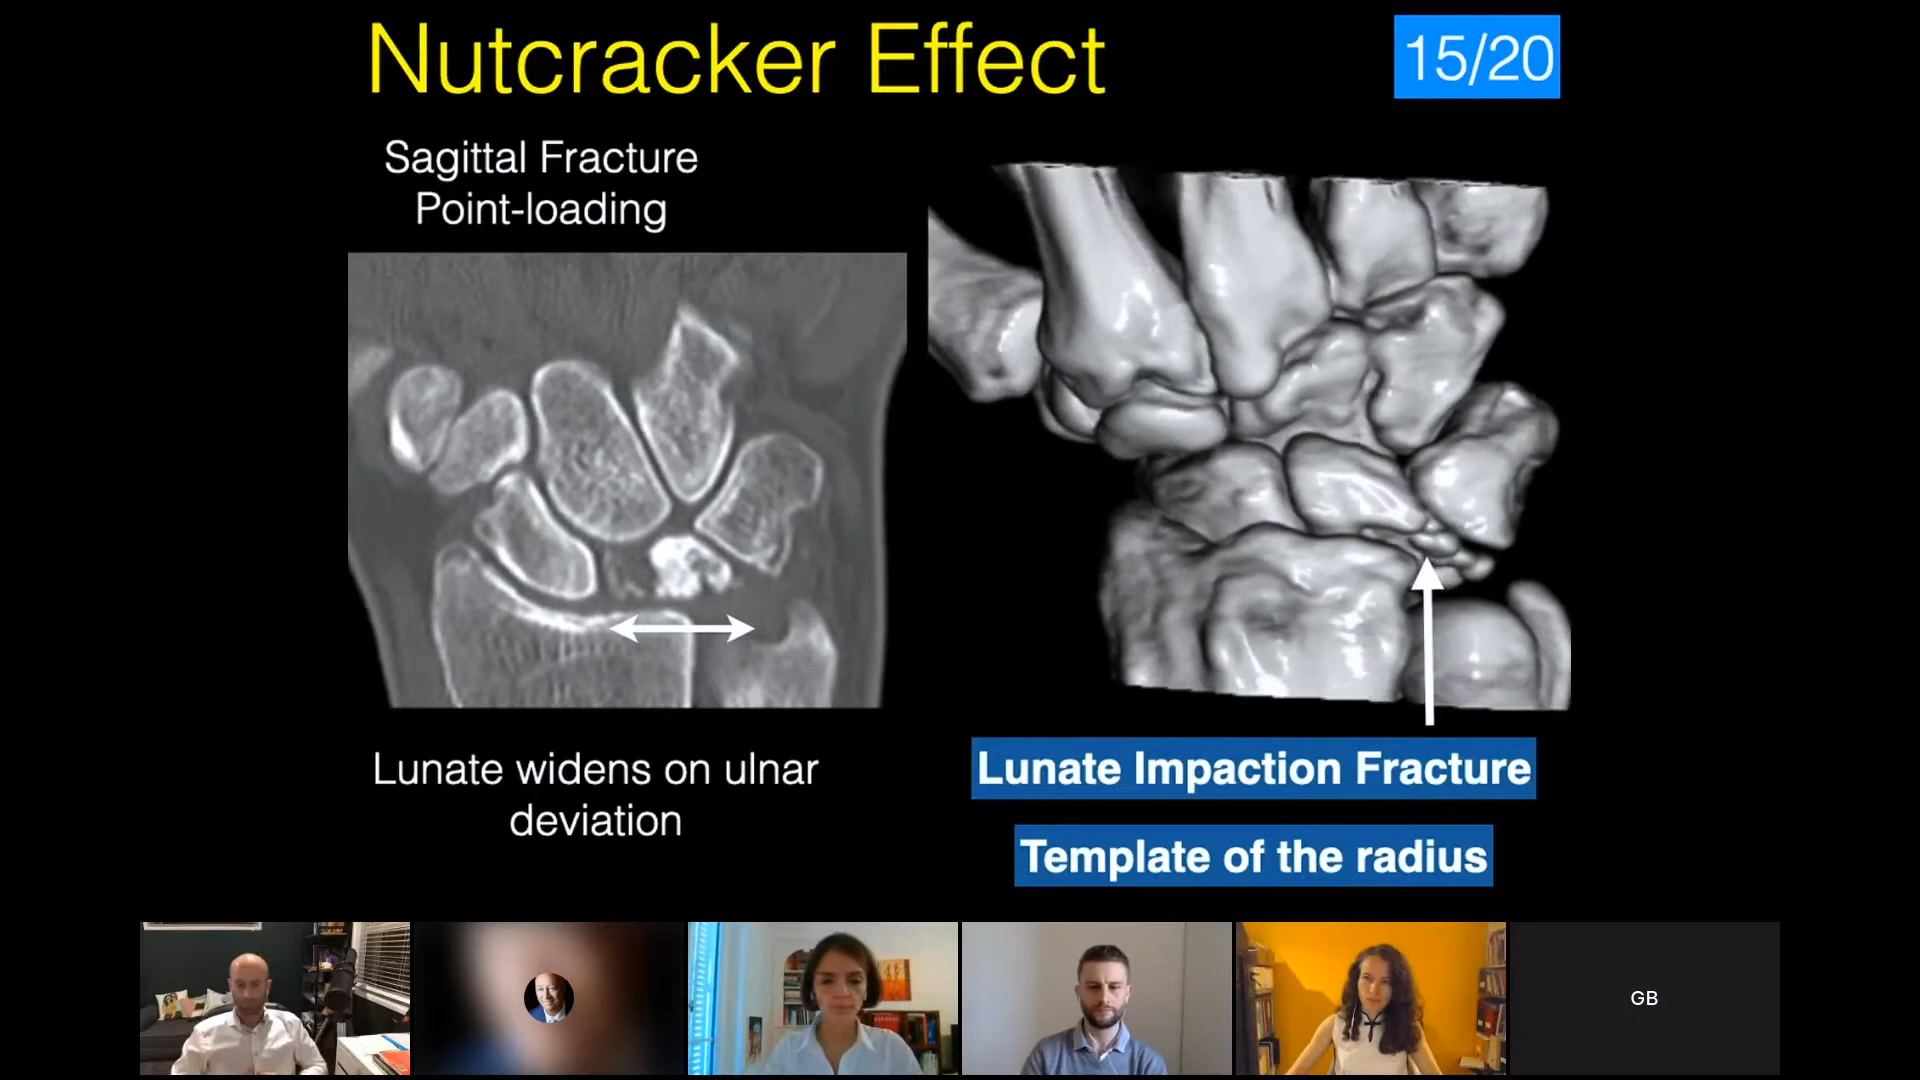 Nutcracker Effect
15/20
Sagittal Fracture
Point-loading
Lunate widens on ulnar
deviation
Lunate Impaction Fracture
Template of the radius
GB